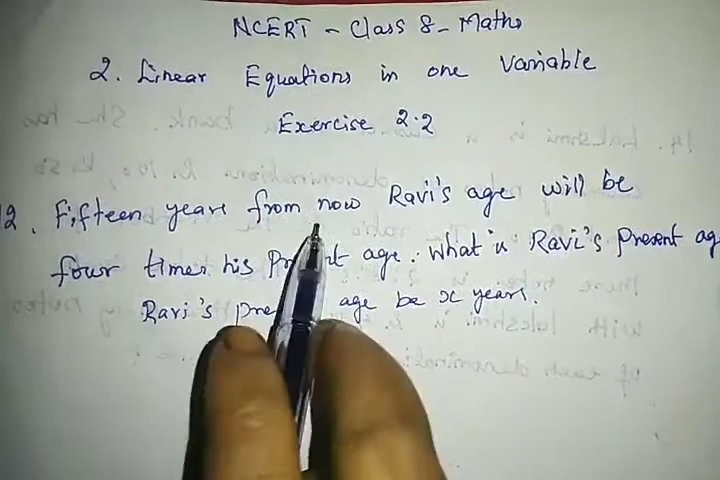 NCERT - Class 8 - Maths
2. Linear Equations in one Variable
Exercise 2.2
12. Fifteen years from now Ravi's age will be
four times his age. What is Ravi's Present ag
Ravi's age be x years.